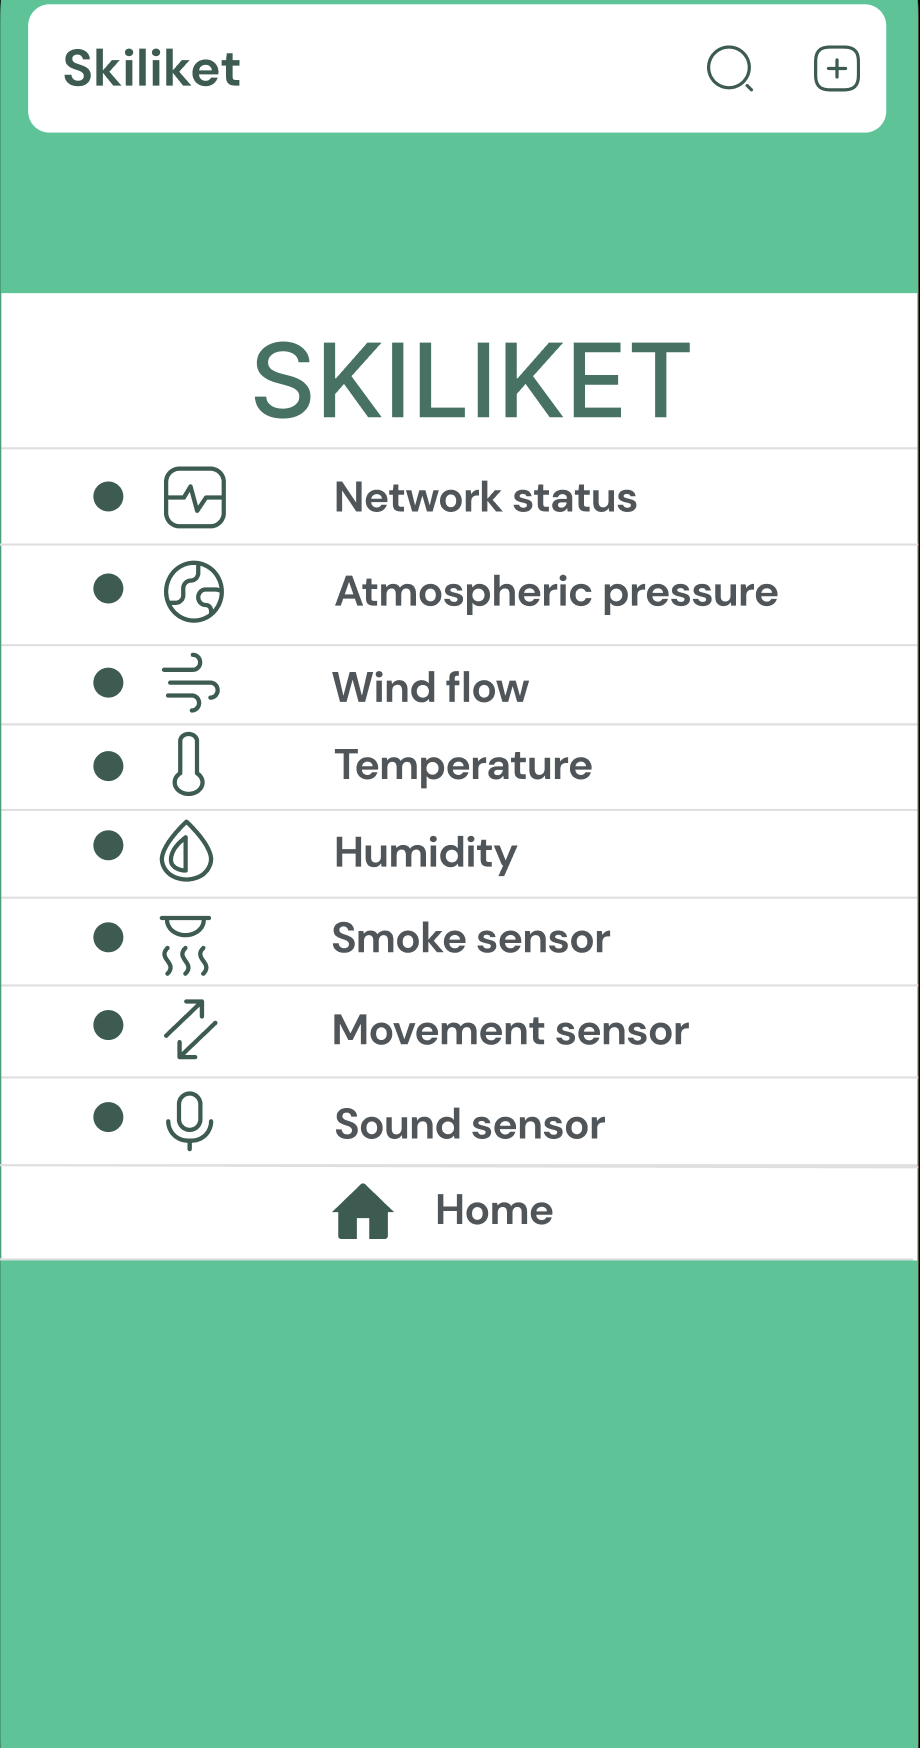 Skiliket
SKILIKET
Network status
Atmospheric pressure
Wind flow
Temperature
Humidity
Smoke sensor
Movement sensor
Sound sensor
Home